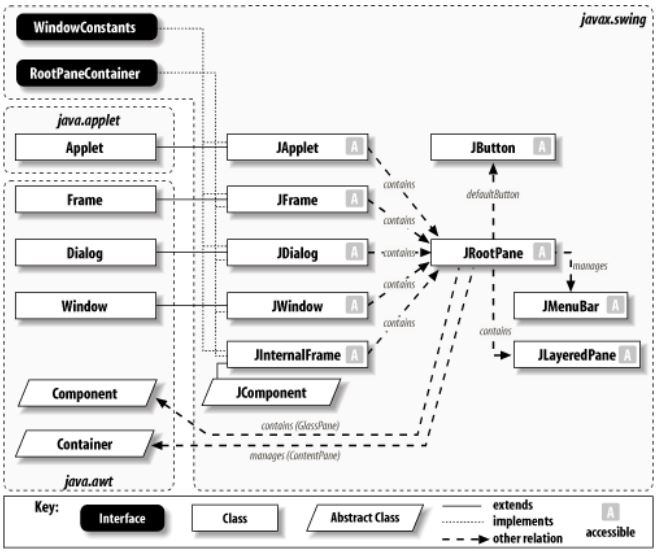 WindowConstants
javax.swing
RootPaneContainer
java.applet
Applet
JApplet A
JButton A
contains
defaultButton
Frame
JFrame A
contains
Dialog
JDialog A
contains
JRootPane A
manages
contains
Window
JWindow A
JMenuBar A
contains
contains
JInternalFrame A
JLayeredPane A
Component
JComponent
contains (GlassPane)
Container
manages (ContentPane)
java.awt
Key:
Interface
Class
Abstract Class
extends
implements
other relation
A
accessible